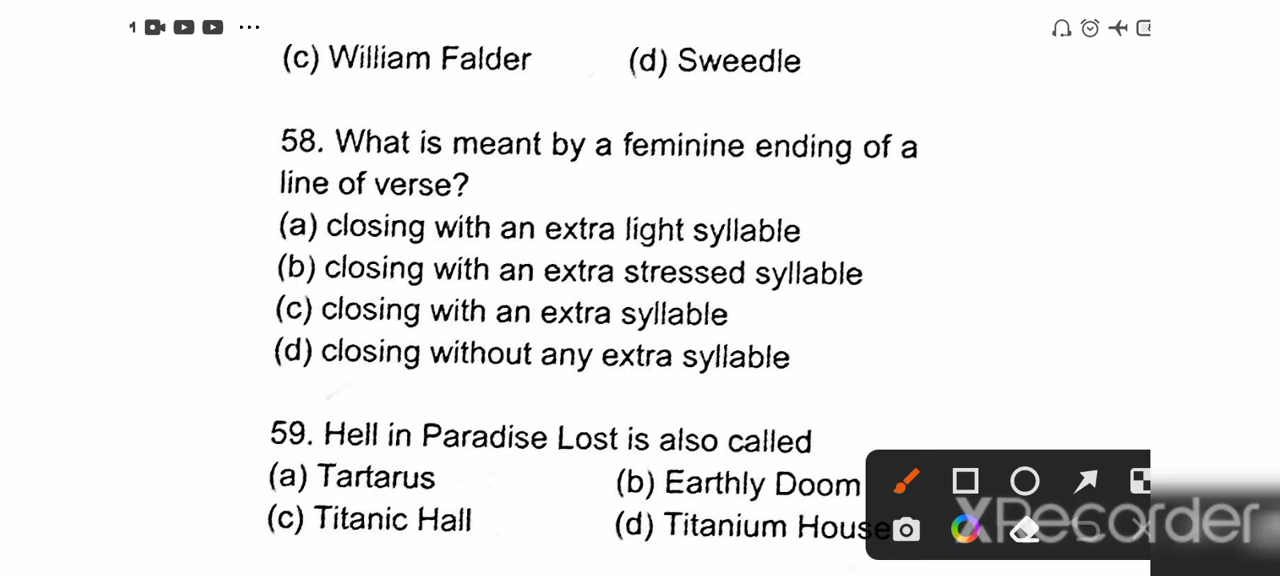 1 ...
(c) William Falder (d) Sweedle
58. What is meant by a feminine ending of a
line of verse?
(a) closing with an extra light syllable
(b) closing with an extra stressed syllable
(c) closing with an extra syllable
(d) closing without any extra syllable
59. Hell in Paradise Lost is also called
(a) Tartarus (b) Earthly Doom
(c) Titanic Hall (d) Titanium House
XRecorder